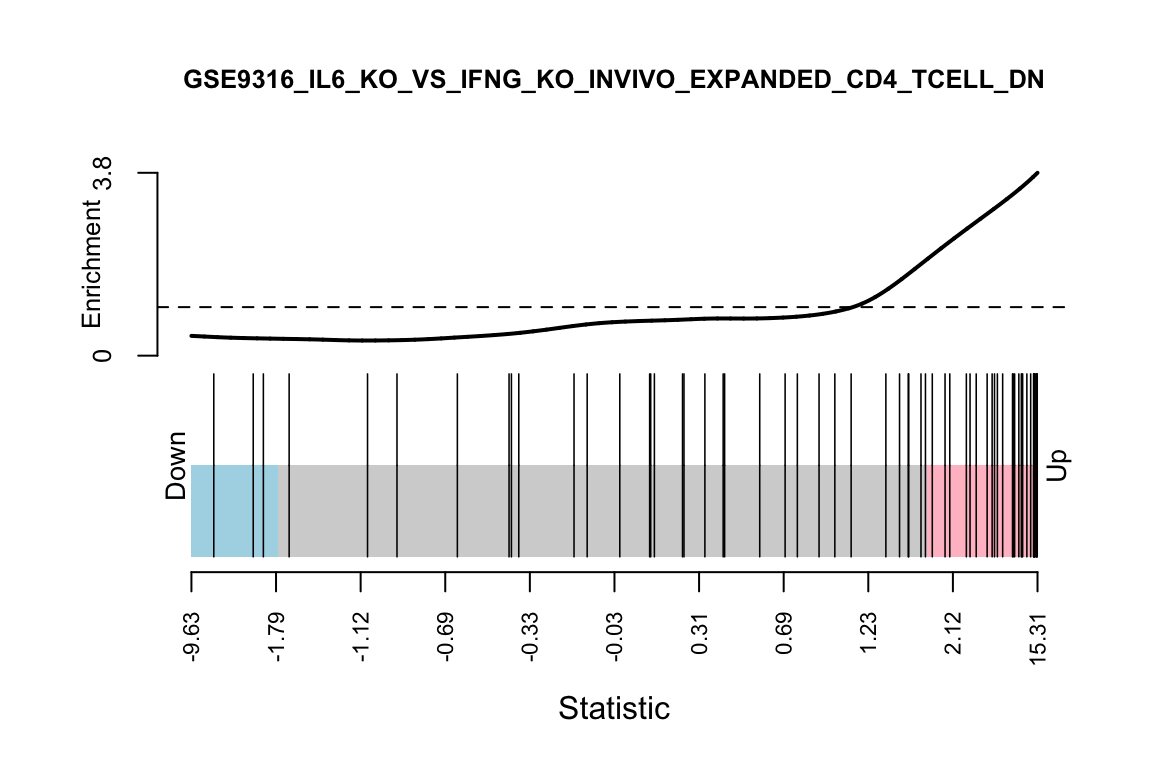 GSE9316_IL6_KO_VS_IFNG_KO_INVIVO_EXPANDED_CD4_TCELL_DN
Enrichment
3.8
0
Down
Up
-9.63
-1.79
-1.12
-0.69
-0.33
-0.03
0.31
0.69
1.23
2.12
15.31
Statistic